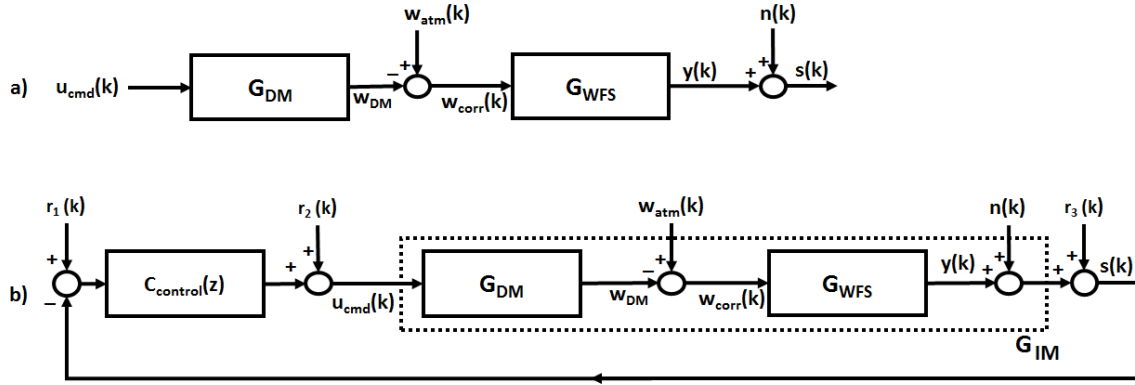 w_atm(k) n(k)
a) u_cmd(k) G_DM − + w_DM w_corr(k) G_WFS y(k) + + s(k)
r_1(k) r_2(k) w_atm(k) n(k) r_3(k)
b) + − C_control(z) + + u_cmd(k) G_DM − + w_DM w_corr(k) G_WFS y(k) + + + + s(k)
G_IM